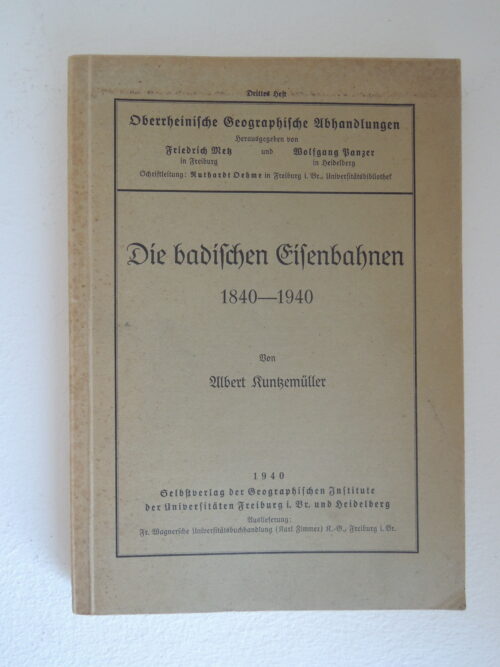 Drittes Heft
Oberrheinische Geographische Abhandlungen
Herausgegeben von
Friedrich Metz und Wolfgang Panzer
in Freiburg in Heidelberg
Schriftleitung: Ruthardt Oehme in Freiburg i. Br., Universitätsbibliothek
Die badischen Eisenbahnen
1840—1940
Von
Albert Kuntzemüller
1940
Selbstverlag der Geographischen Institute
der Universitäten Freiburg i. Br. und Heidelberg
Auslieferung:
Fr. Wagnersche Universitätsbuchhandlung (Karl Zimmer) K.-G., Freiburg i. Br.